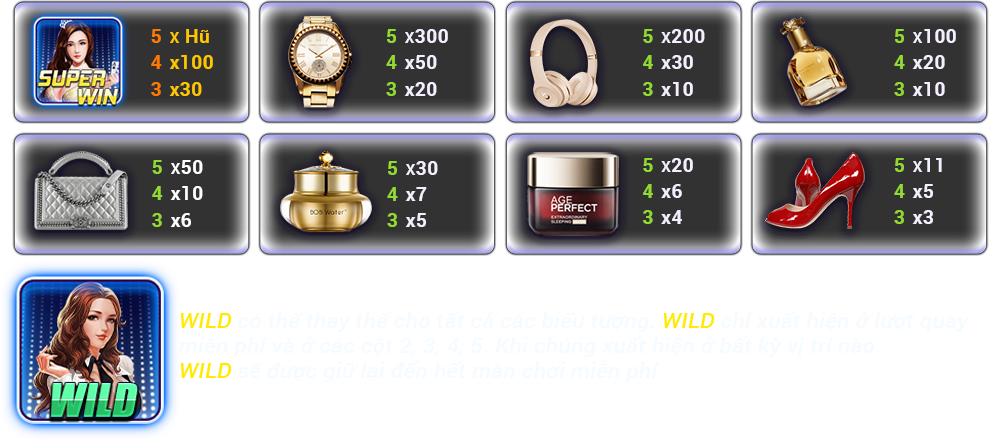 5 x Hũ
4 x100
3 x30
SUPER
WIN
5 x300
4 x50
3 x20
5 x200
4 x30
3 x10
5 x100
4 x20
3 x10
5 x50
4 x10
3 x6
5 x30
4 x7
3 x5
5 x20
4 x6
3 x4
AGE
PERFECT
EXTRAORDINARY
SLEEPING
5 x11
4 x5
3 x3
WILD có thể thay thế cho tất cả các biểu tượng. WILD chỉ xuất hiện ở lượt quay
miễn phí và ở các cột 2, 3, 4, 5. Khi chúng xuất hiện ở bất kỳ vị trí nào
WILD sẽ được giữ lại đến hết màn chơi miễn phí
WILD